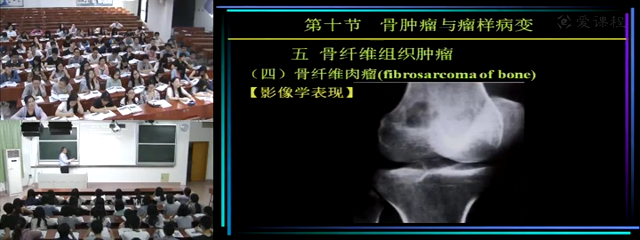 第十节 骨肿瘤与瘤样病变
爱课程
五 骨纤维组织肿瘤
(四)骨纤维肉瘤(fibrosarcoma of bone)
【影像学表现】